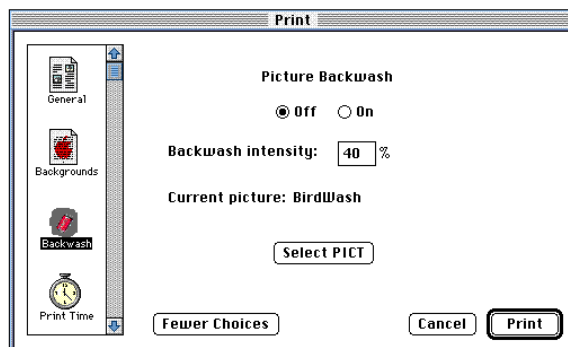 Print
General
Backgrounds
Backwash
Print Time
Picture Backwash
Off On
Backwash intensity: 40 %
Current picture: BirdWash
Select PICT
Fewer Choices Cancel Print